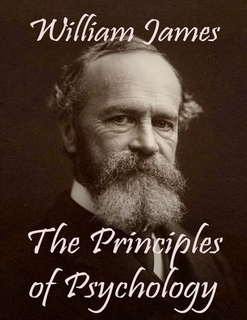 William James
The Principles
of Psychology